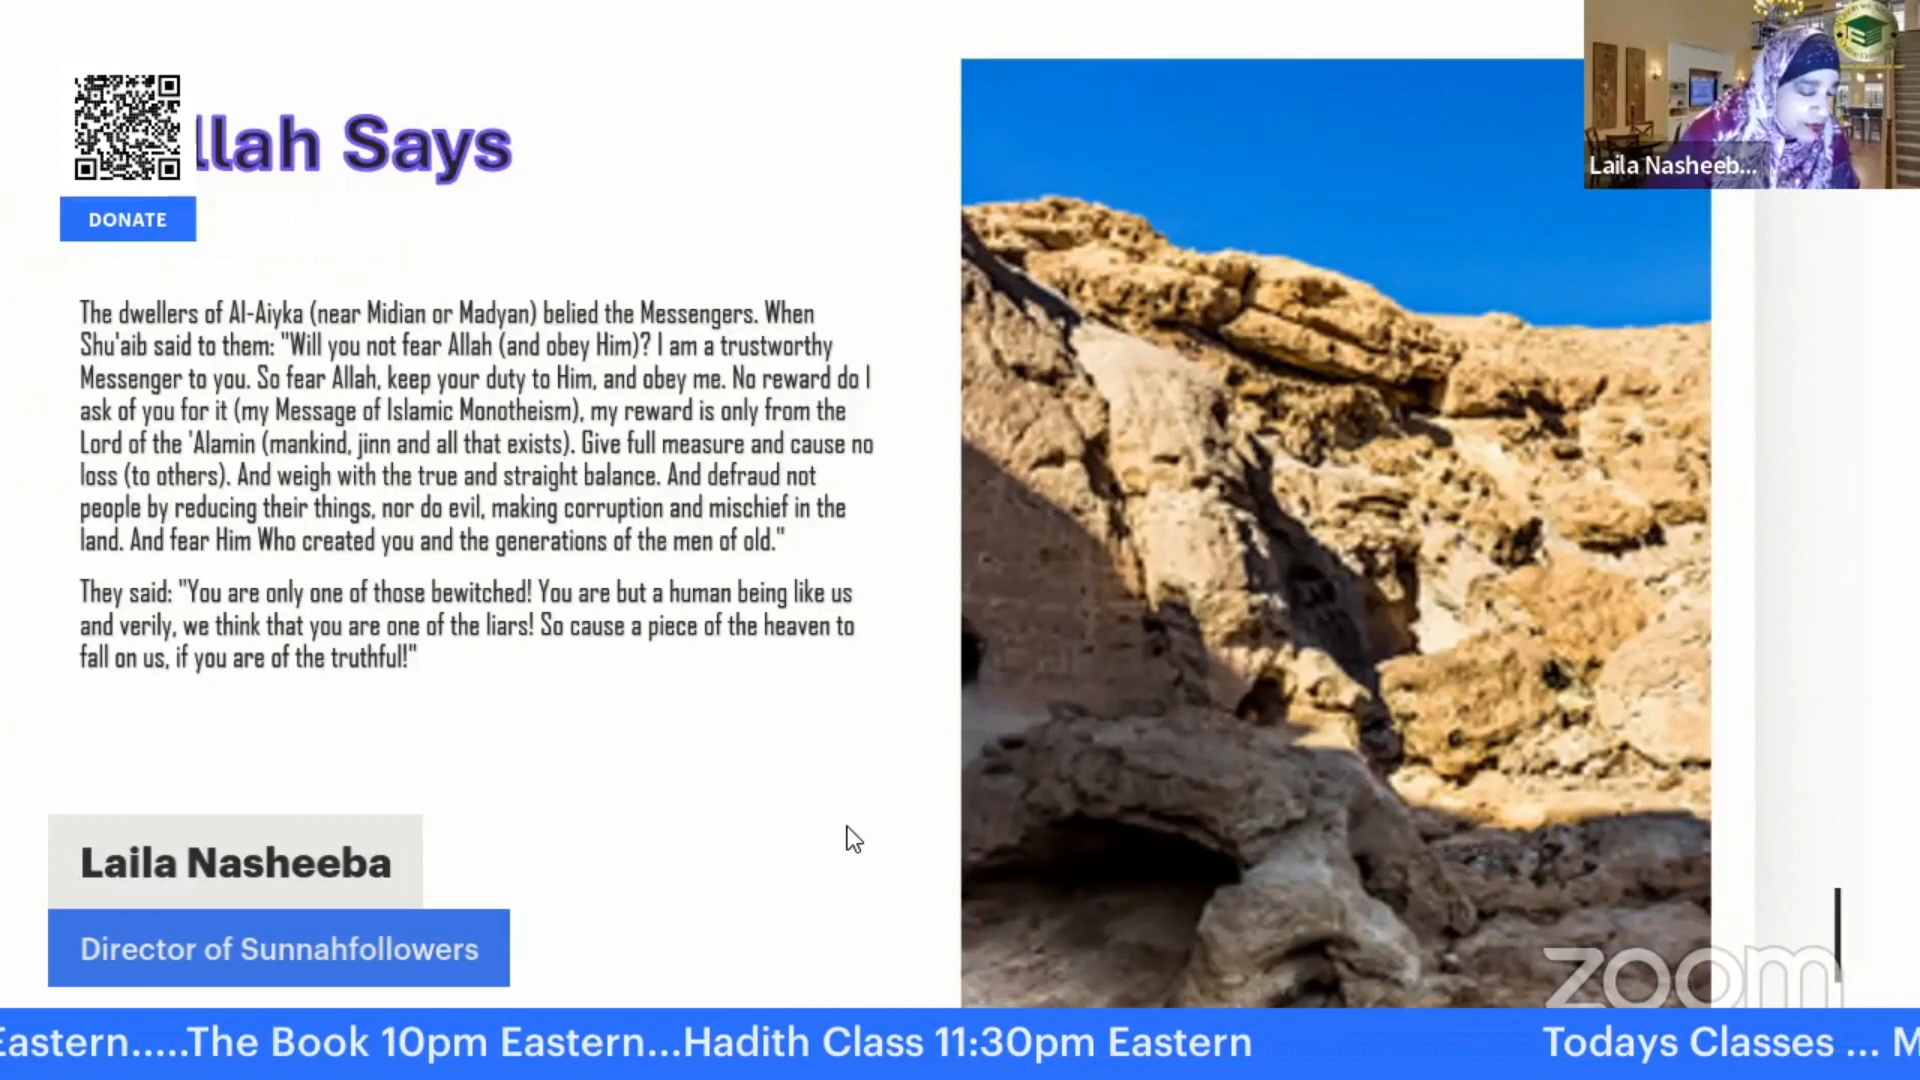 llah Says
DONATE
The dwellers of Al-Aiyka (near Midian or Madyan) belied the Messengers. When
Shu'aib said to them: "Will you not fear Allah (and obey Him)? I am a trustworthy
Messenger to you. So fear Allah, keep your duty to Him, and obey me. No reward do I
ask of you for it (my Message of Islamic Monotheism), my reward is only from the
Lord of the 'Alamin (mankind, jinn and all that exists). Give full measure and cause no
loss (to others). And weigh with the true and straight balance. And defraud not
people by reducing their things, nor do evil, making corruption and mischief in the
land. And fear Him Who created you and the generations of the men of old."
They said: "You are only one of those bewitched! You are but a human being like us
and verily, we think that you are one of the liars! So cause a piece of the heaven to
fall on us, if you are of the truthful!"
Laila Nasheeb...
Laila Nasheeba
Director of Sunnahfollowers
zoom
Eastern.....The Book 10pm Eastern...Hadith Class 11:30pm Eastern Todays Classes ... M